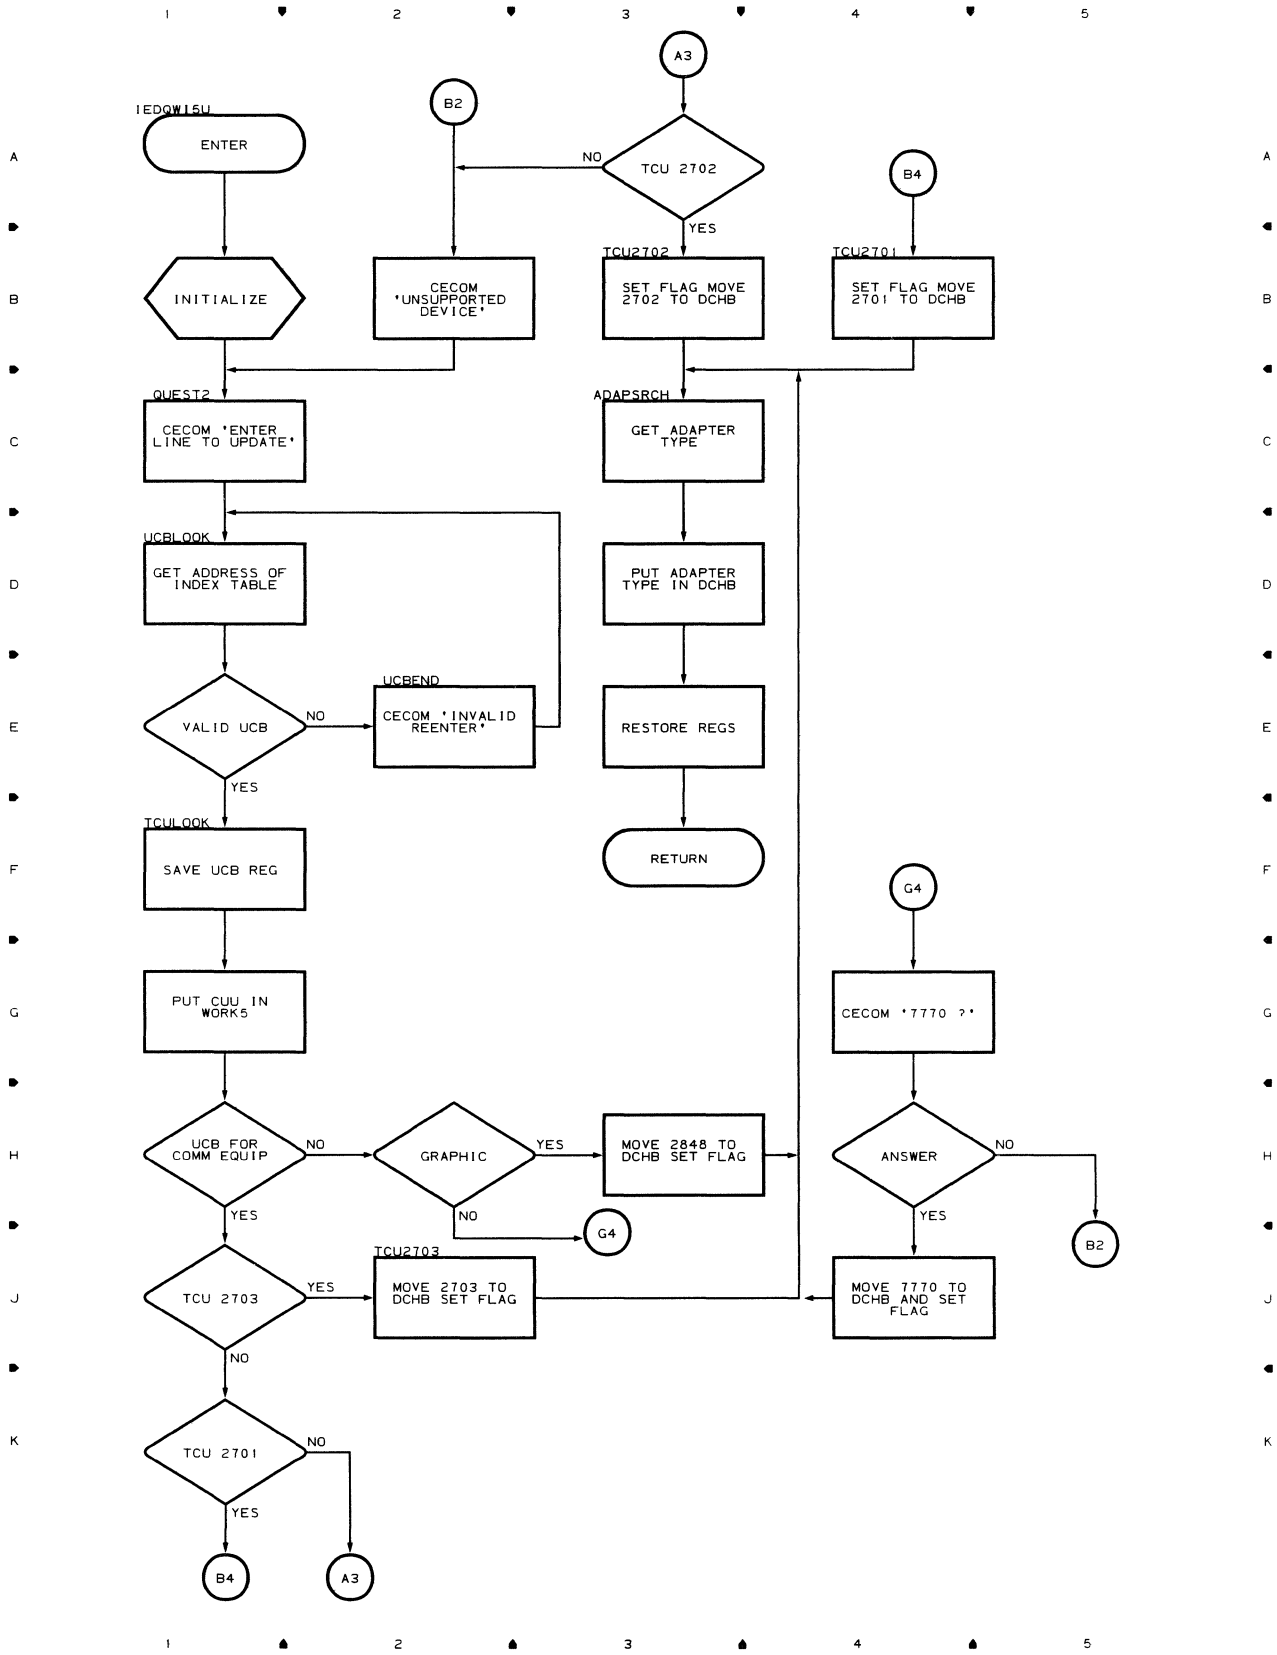 1 2 3 4 5
A3
IEDQW15U
B2
ENTER
NO
TCU 2702
A
A
B4
YES
TCU2702
TCU2701
B
INITIALIZE
CECOM
'UNSUPPORTED
DEVICE'
SET FLAG MOVE
2702 TO DCHB
SET FLAG MOVE
2701 TO DCHB
B
QUEST2
ADAPSRCH
C
CECOM 'ENTER
LINE TO UPDATE'
GET ADAPTER
TYPE
C
UCBLOOK
D
GET ADDRESS OF
INDEX TABLE
PUT ADAPTER
TYPE IN DCHB
D
UCBEND
E
VALID UCB
NO
CECOM 'INVALID
REENTER'
RESTORE REGS
E
YES
TCULOOK
F
SAVE UCB REG
RETURN
F
G4
G
PUT CUU IN
WORK5
CECOM '7770 ?'
G
H
UCB FOR
COMM EQUIP
NO
GRAPHIC
YES
MOVE 2848 TO
DCHB SET FLAG
ANSWER
NO
H
YES
NO
G4
YES
B2
TCU2703
J
TCU 2703
YES
MOVE 2703 TO
DCHB SET FLAG
MOVE 7770 TO
DCHB AND SET
FLAG
J
NO
K
TCU 2701
NO
K
YES
B4
A3
1 2 3 4 5